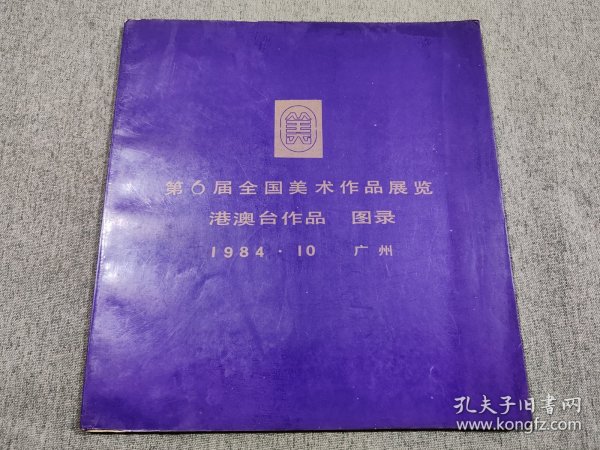 美
第6届全国美术作品展览
港澳台作品 图录
1984·10 广州
孔夫子旧书网
www.kongfz.com